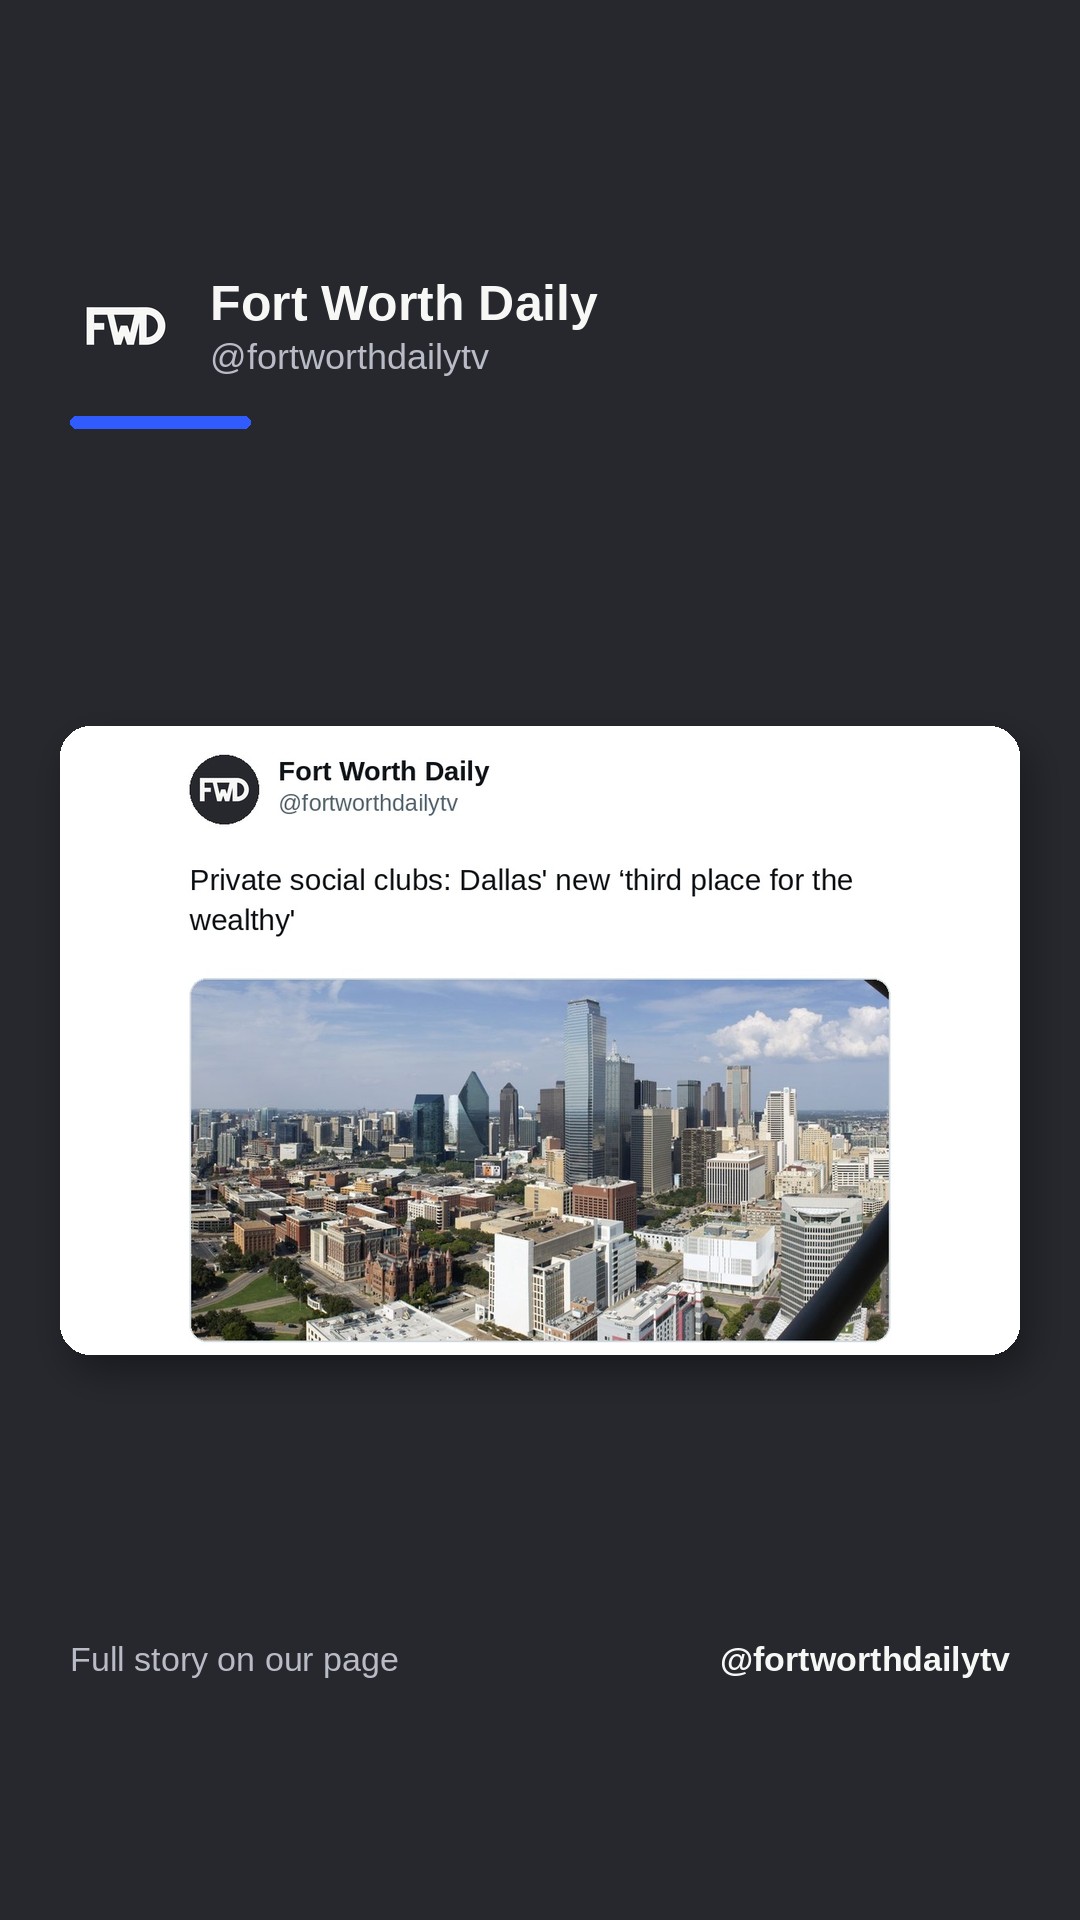 FWD
Fort Worth Daily
@fortworthdailytv
FWD
Fort Worth Daily
@fortworthdailytv
Private social clubs: Dallas' new ‘third place for the
wealthy'
Full story on our page
@fortworthdailytv